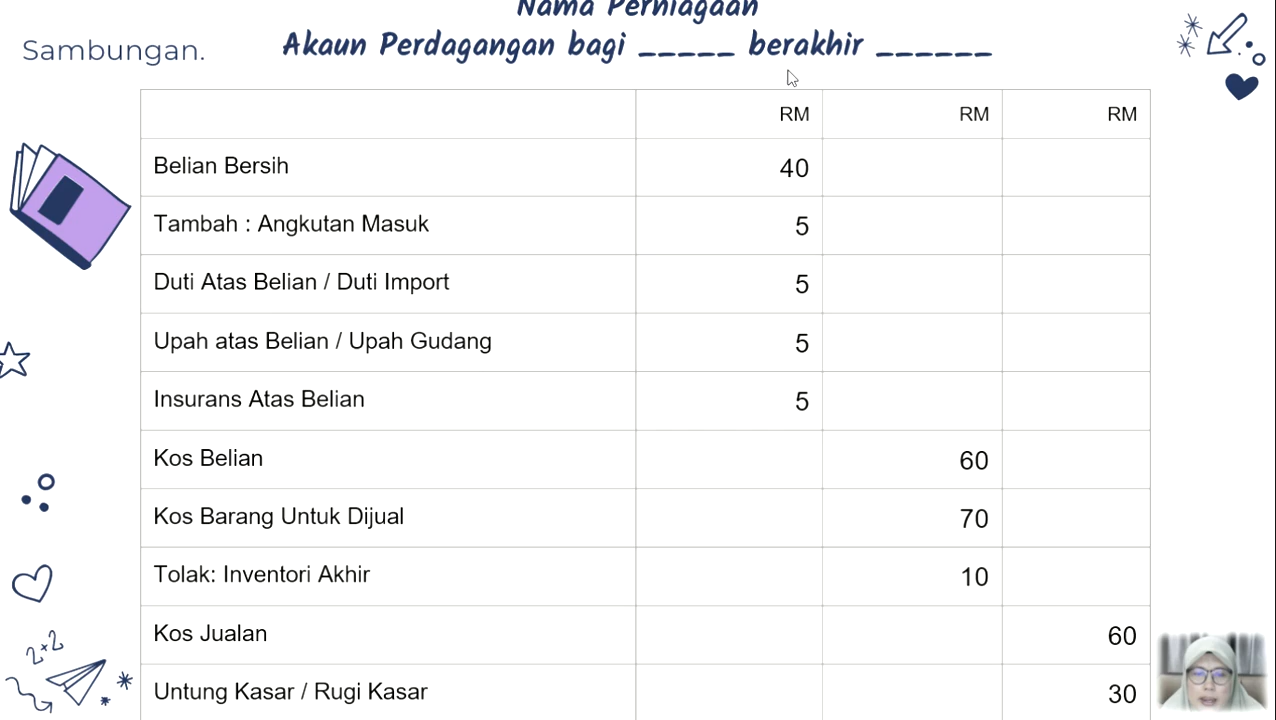 Nama Perniagaan
Sambungan.
Akaun Perdagangan bagi _____ berakhir ______
RM RM RM
Belian Bersih 40
Tambah : Angkutan Masuk 5
Duti Atas Belian / Duti Import 5
Upah atas Belian / Upah Gudang 5
Insurans Atas Belian 5
Kos Belian 60
Kos Barang Untuk Dijual 70
Tolak: Inventori Akhir 10
Kos Jualan 60
Untung Kasar / Rugi Kasar 30
2+2